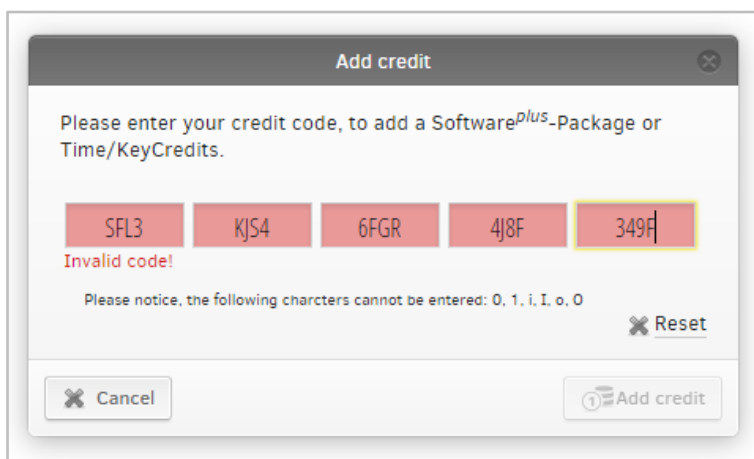 Add credit
Please enter your credit code, to add a Softwareplus-Package or
Time/KeyCredits.
SFL3 KJS4 6FGR 4J8F 349F
Invalid code!
Please notice, the following charcters cannot be entered: 0, 1, i, I, o, O
Reset
Cancel 1 Add credit